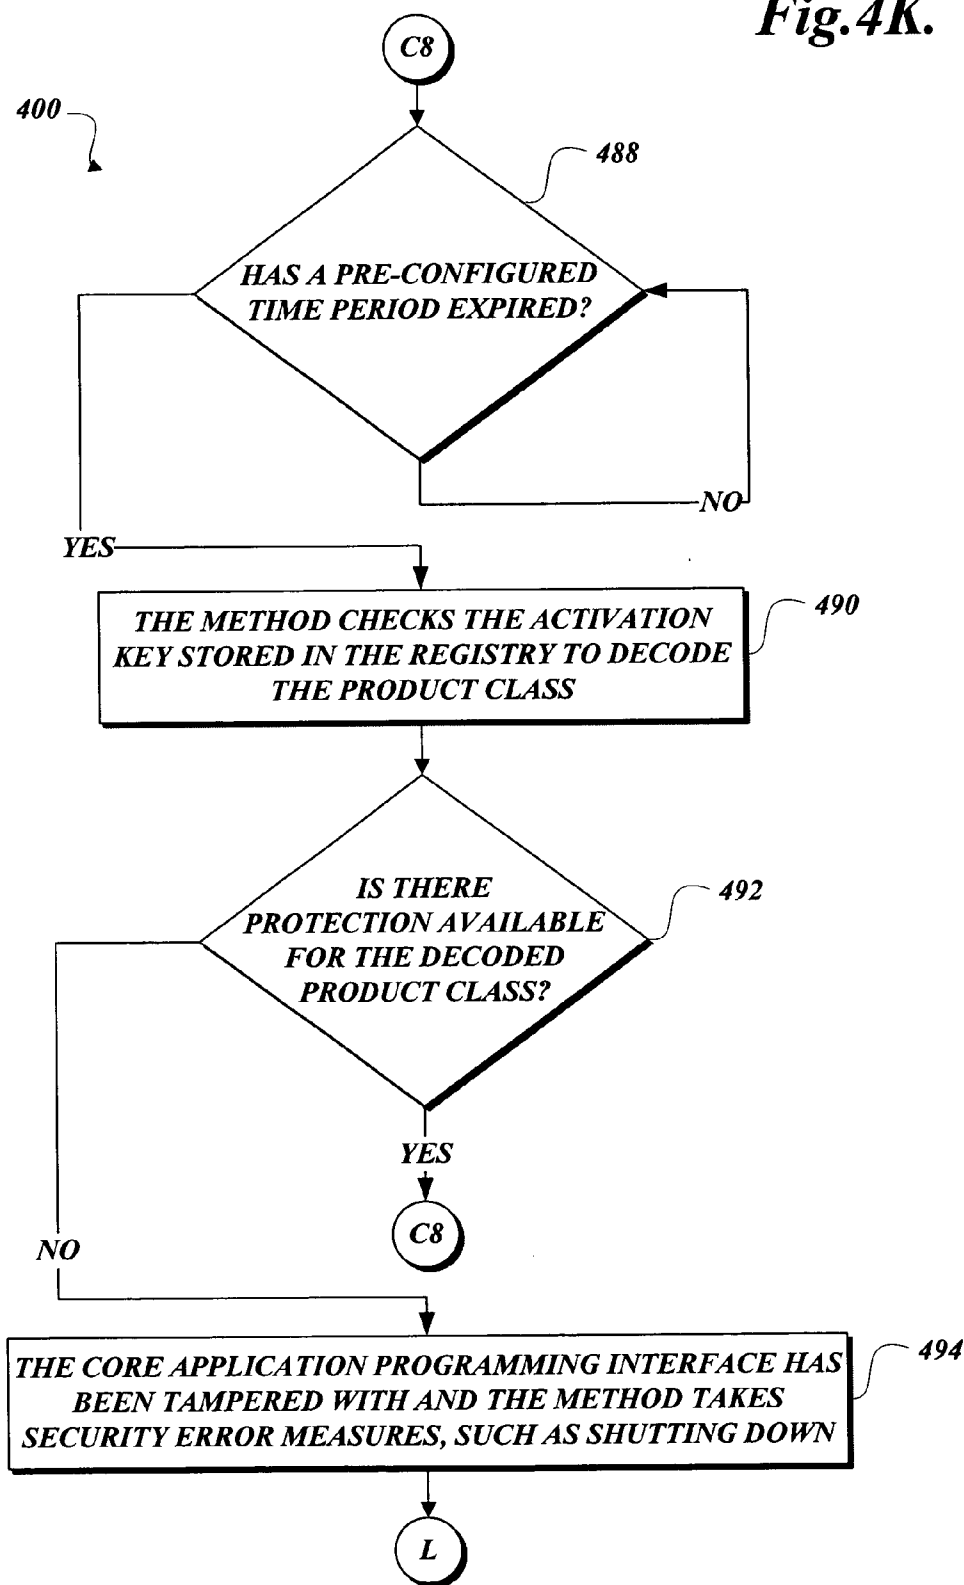 Fig.4K.
C8
400
488
HAS A PRE-CONFIGURED
TIME PERIOD EXPIRED?
NO
YES
490
THE METHOD CHECKS THE ACTIVATION
KEY STORED IN THE REGISTRY TO DECODE
THE PRODUCT CLASS
492
IS THERE
PROTECTION AVAILABLE
FOR THE DECODED
PRODUCT CLASS?
YES
C8
NO
494
THE CORE APPLICATION PROGRAMMING INTERFACE HAS
BEEN TAMPERED WITH AND THE METHOD TAKES
SECURITY ERROR MEASURES, SUCH AS SHUTTING DOWN
L